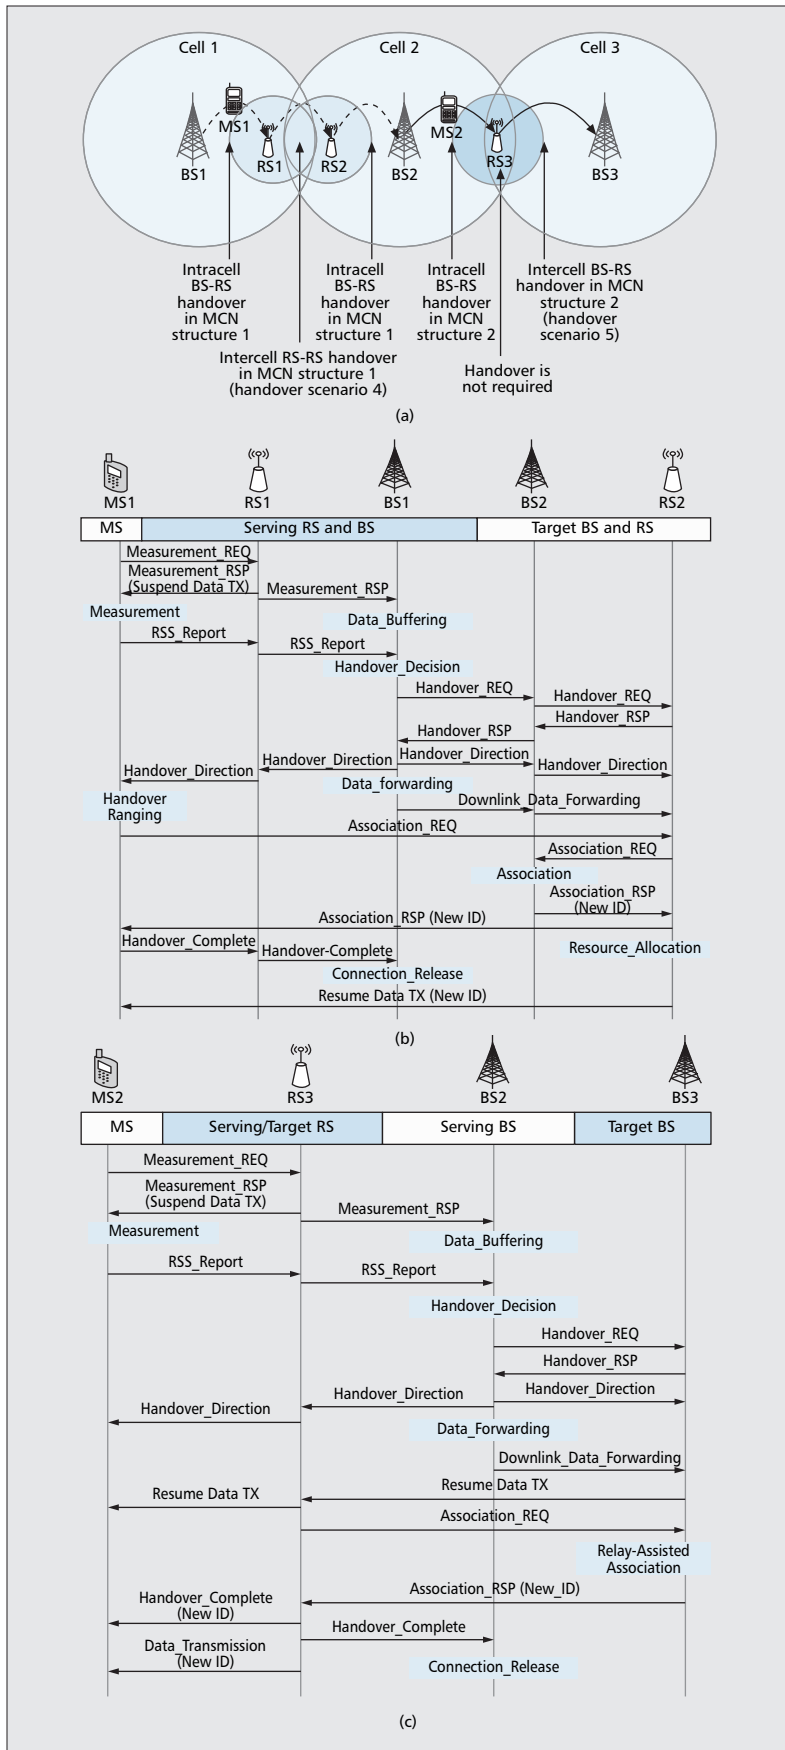 Cell 1
Cell 2
Cell 3
MS1
MS2
BS1
RS1
RS2
BS2
RS3
BS3
Intracell
BS-RS
handover
in MCN
structure 1
Intracell
BS-RS
handover
in MCN
structure 1
Intracell
BS-RS
handover
in MCN
structure 2
Intercell BS-RS
handover in MCN
structure 2
(handover
scenario 5)
Intercell RS-RS handover
in MCN structure 1
(handover scenario 4)
Handover is
not required
(a)
MS1
RS1
BS1
BS2
RS2
MS
Serving RS and BS
Target BS and RS
Measurement_REQ
Measurement_RSP
(Suspend Data TX)
Measurement_RSP
Measurement
Data_Buffering
RSS_Report
RSS_Report
Handover_Decision
Handover_REQ
Handover_REQ
Handover_RSP
Handover_RSP
Handover_Direction
Handover_Direction
Handover_Direction
Handover_Direction
Data_forwarding
Handover
Ranging
Downlink_Data_Forwarding
Association_REQ
Association_REQ
Association
Association_RSP
(New ID)
Association_RSP (New ID)
Handover_Complete
Handover-Complete
Resource_Allocation
Connection_Release
Resume Data TX (New ID)
(b)
MS2
RS3
BS2
BS3
MS
Serving/Target RS
Serving BS
Target BS
Measurement_REQ
Measurement_RSP
(Suspend Data TX)
Measurement_RSP
Measurement
Data_Buffering
RSS_Report
RSS_Report
Handover_Decision
Handover_REQ
Handover_RSP
Handover_Direction
Handover_Direction
Handover_Direction
Data_Forwarding
Downlink_Data_Forwarding
Resume Data TX
Resume Data TX
Association_REQ
Relay-Assisted
Association
Association_RSP (New_ID)
Handover_Complete
(New ID)
Handover_Complete
Data_Transmission
(New ID)
Connection_Release
(c)